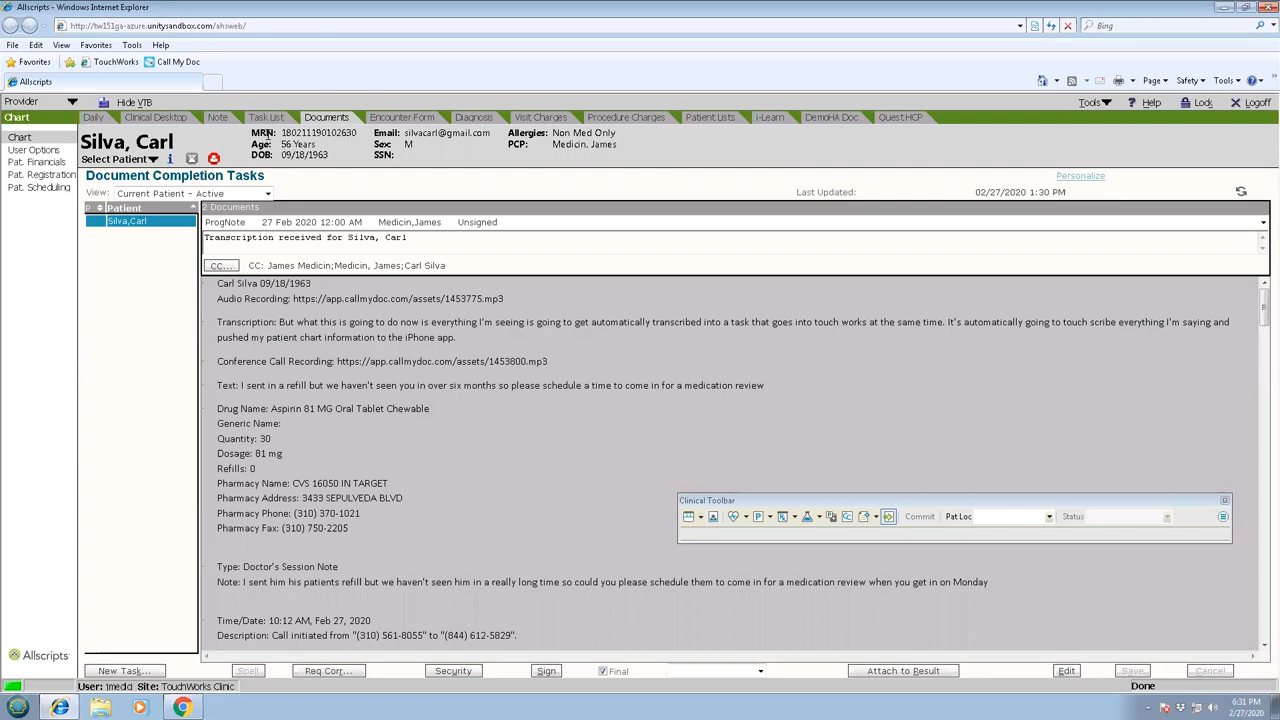 Allscripts - Windows Internet Explorer
http://tw151ga-azure.unitysandbox.com/ahsweb/
Bing
File Edit View Favorites Tools Help
Favorites TouchWorks Call My Doc
Allscripts
Page Safety Tools
Provider Hide VTB Tools Help Lock Logoff
Chart Daily Clinical Desktop Note Task List Documents Encounter Form Diagnosis Visit Charges Procedure Charges Patient Lists i-Learn DemoHA Doc Quest HCP
Chart
User Options
Pat. Financials
Pat. Registration
Pat. Scheduling
Silva, Carl
Select Patient
MRN: 180211190102630 Email: silvacarl@gmail.com Allergies: Non Med Only
Age: 56 Years Sex: M PCP: Medicin, James
DOB: 09/18/1963 SSN:
Document Completion Tasks Personalize
View: Current Patient - Active Last Updated: 02/27/2020 1:30 PM
P Patient
Silva,Carl
2 Documents
ProgNote 27 Feb 2020 12:00 AM Medicin,James Unsigned
Transcription received for Silva, Carl
CC... CC: James Medicin;Medicin, James;Carl Silva
Carl Silva 09/18/1963
Audio Recording: https://app.callmydoc.com/assets/1453775.mp3
Transcription: But what this is going to do now is everything I'm seeing is going to get automatically transcribed into a task that goes into touch works at the same time. It's automatically going to touch scribe everything I'm saying and
pushed my patient chart information to the iPhone app.
Conference Call Recording: https://app.callmydoc.com/assets/1453800.mp3
Text: I sent in a refill but we haven't seen you in over six months so please schedule a time to come in for a medication review
Drug Name: Aspirin 81 MG Oral Tablet Chewable
Generic Name:
Quantity: 30
Dosage: 81 mg
Refills: 0
Pharmacy Name: CVS 16050 IN TARGET
Pharmacy Address: 3433 SEPULVEDA BLVD
Pharmacy Phone: (310) 370-1021
Pharmacy Fax: (310) 750-2205
Clinical Toolbar
Commit Pat Loc Status
Type: Doctor's Session Note
Note: I sent him his patients refill but we haven't seen him in a really long time so could you please schedule them to come in for a medication review when you get in on Monday
Time/Date: 10:12 AM, Feb 27, 2020
Description: Call initiated from "(310) 561-8055" to "(844) 612-5829".
Allscripts
New Task... Spell Req Corr... Security Sign Final Attach to Result Edit Save Cancel
User: imedici Site: TouchWorks Clinic Done
6:31 PM
2/27/2020